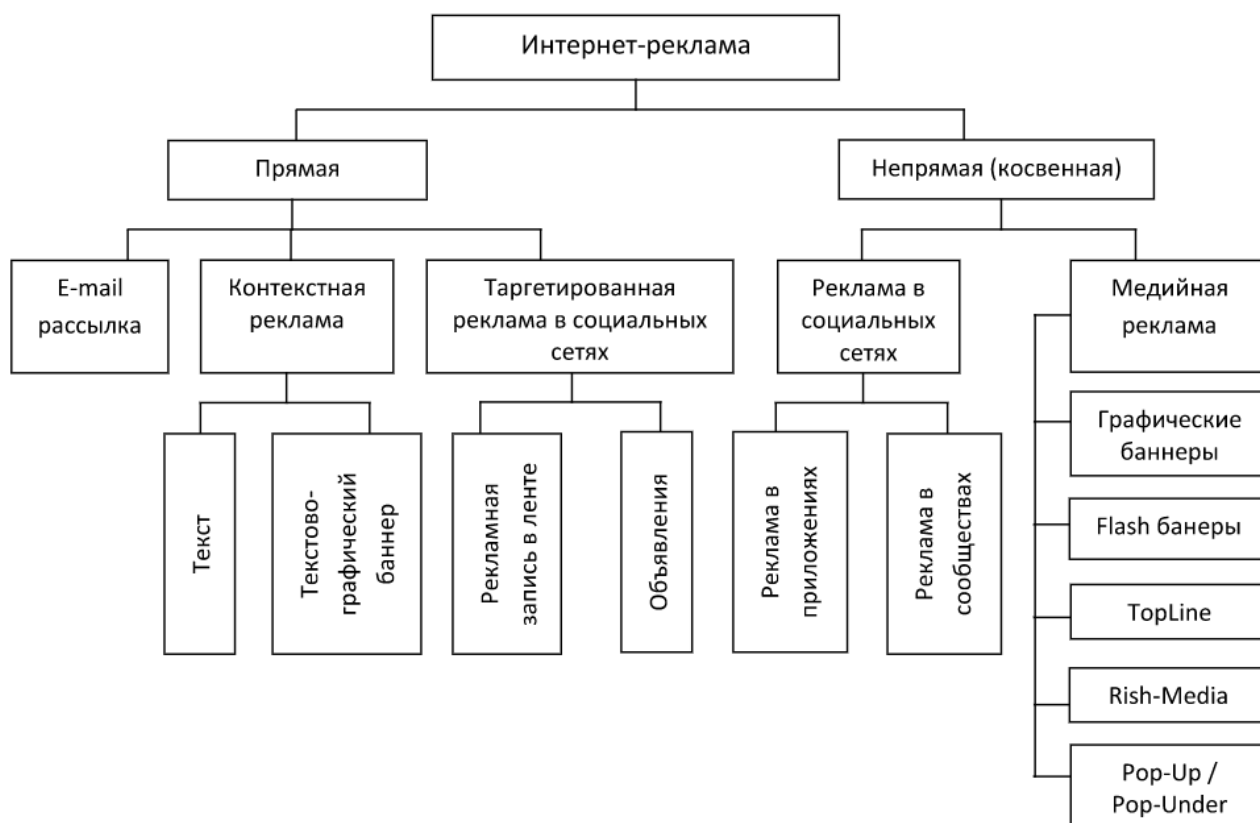 Интернет-реклама
Прямая
Непрямая (косвенная)
E-mail
рассылка
Контекстная
реклама
Таргетированная
реклама в социальных
сетях
Реклама в
социальных
сетях
Медийная
реклама
Текст
Текстово-
графический
баннер
Рекламная
запись в ленте
Объявления
Реклама в
приложениях
Реклама в
сообществах
Графические
баннеры
Flash банеры
TopLine
Rish-Media
Pop-Up /
Pop-Under